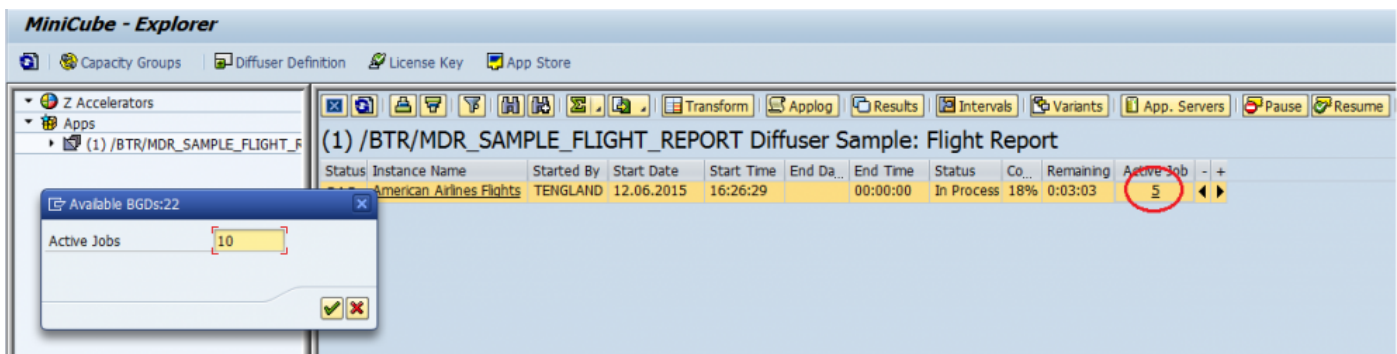 MiniCube - Explorer
Capacity Groups Diffuser Definition License Key App Store
Z Accelerators
Apps
(1) /BTR/MDR_SAMPLE_FLIGHT_R
Transform Applog Results Intervals Variants App. Servers Pause Resume
(1) /BTR/MDR_SAMPLE_FLIGHT_REPORT Diffuser Sample: Flight Report
Status Instance Name Started By Start Date Start Time End Da... End Time Status Co... Remaining Active Job - +
American Airlines Flights TENGLAND 12.06.2015 16:26:29 00:00:00 In Process 18% 0:03:03 5
Available BGDs:22
Active Jobs 10